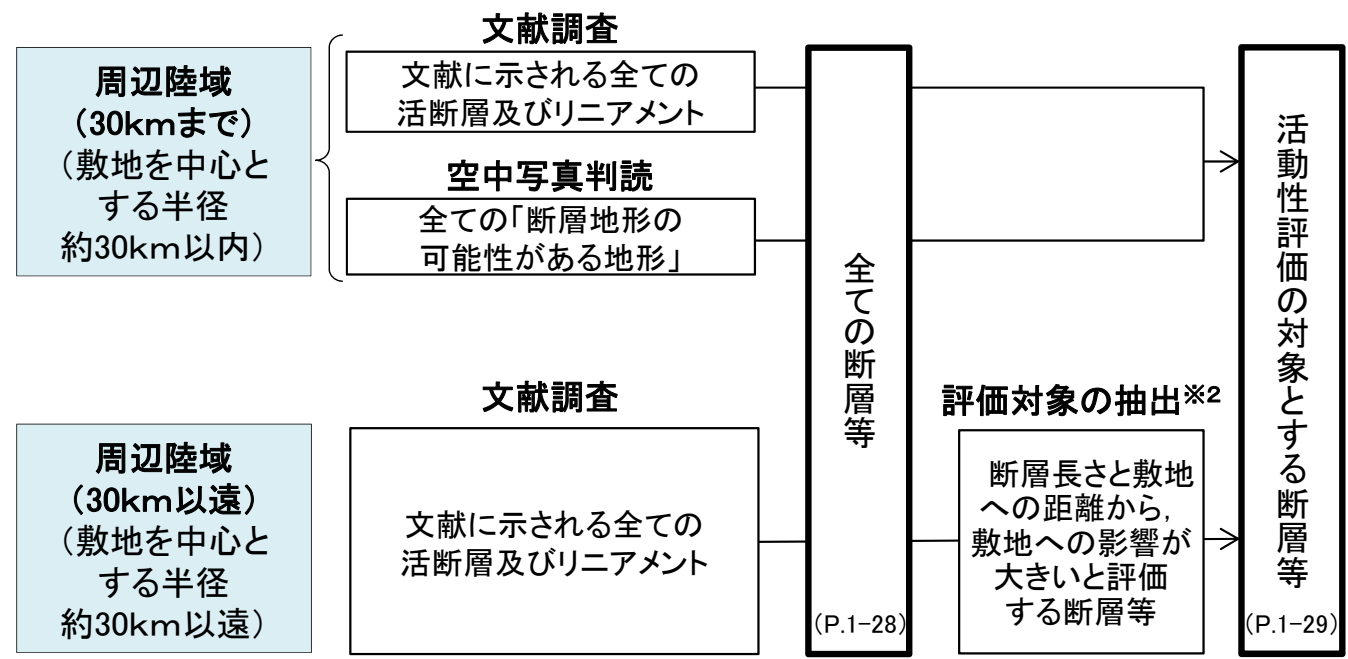 周辺陸域
（30kmまで）
（敷地を中心と
する半径
約30km以内）
文献調査
文献に示される全ての
活断層及びリニアメント
空中写真判読
全ての「断層地形の
可能性がある地形」
周辺陸域
（30km以遠）
（敷地を中心と
する半径
約30km以遠）
文献調査
文献に示される全ての
活断層及びリニアメント
全ての断層等
(P.1-28)
評価対象の抽出※2
断層長さと敷地
への距離から,
敷地への影響が
大きいと評価
する断層等
活動性評価の対象とする断層等
(P.1-29)